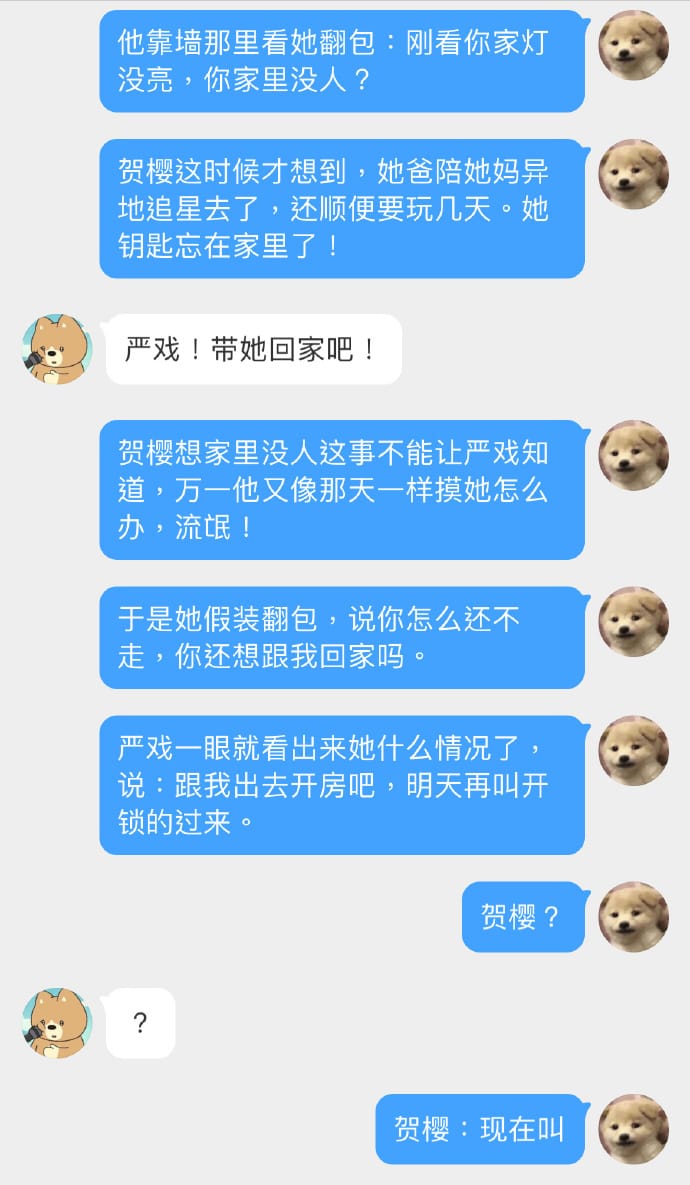 他靠墙那里看她翻包：刚看你家灯
没亮，你家里没人？
贺樱这时候才想到，她爸陪她妈异
地追星去了，还顺便要玩几天。她
钥匙忘在家里了！
严戏！带她回家吧！
贺樱想家里没人这事不能让严戏知
道，万一他又像那天一样摸她怎么
办，流氓！
于是她假装翻包，说你怎么还不
走，你还想跟我回家吗。
严戏一眼就看出来她什么情况了，
说：跟我出去开房吧，明天再叫开
锁的过来。
贺樱？
？
贺樱：现在叫